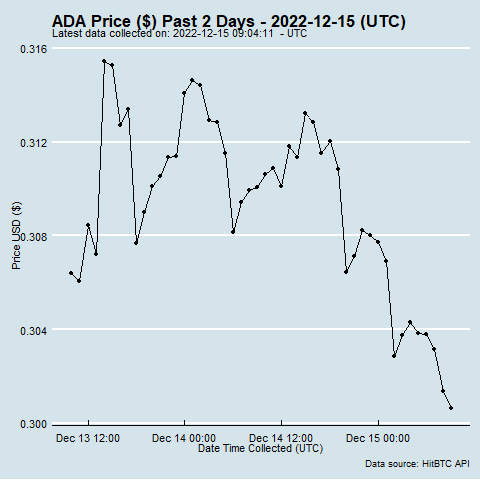 ADA Price ($) Past 2 Days - 2022-12-15 (UTC)
Latest data collected on: 2022-12-15 09:04:11  - UTC
0.316
0.312
0.308
0.304
0.300
Price USD ($)
Dec 13 12:00
Dec 14 00:00
Dec 14 12:00
Dec 15 00:00
Date Time Collected (UTC)
Data source: HitBTC API